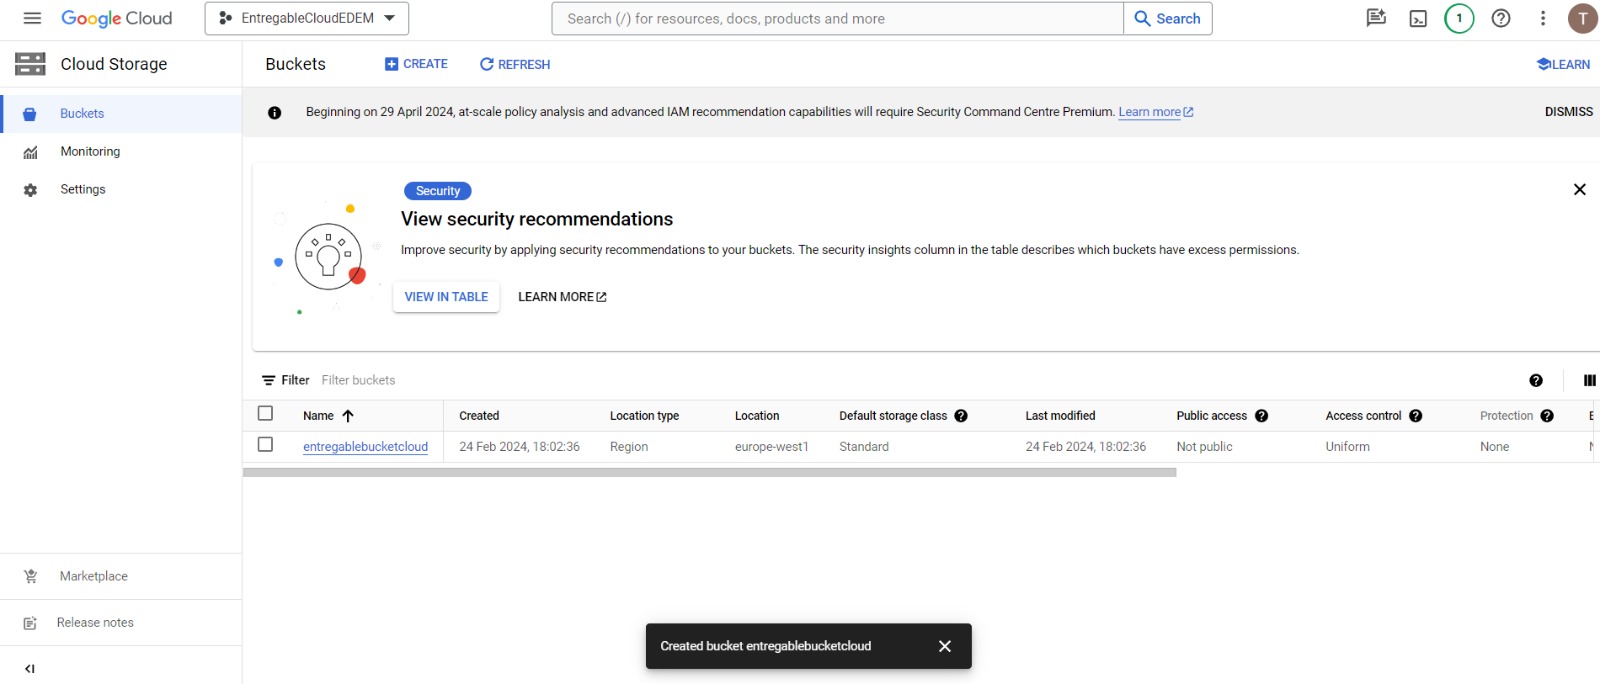 Google Cloud
EntregableCloudEDEM
Search (/) for resources, docs, products and more
Search
1
T
Cloud Storage
Buckets
CREATE
REFRESH
LEARN
Buckets
Monitoring
Settings
Beginning on 29 April 2024, at-scale policy analysis and advanced IAM recommendation capabilities will require Security Command Centre Premium. Learn more
DISMISS
Security
View security recommendations
Improve security by applying security recommendations to your buckets. The security insights column in the table describes which buckets have excess permissions.
VIEW IN TABLE
LEARN MORE
Filter Filter buckets
Name Created Location type Location Default storage class Last modified Public access Access control Protection
entregablebucketcloud 24 Feb 2024, 18:02:36 Region europe-west1 Standard 24 Feb 2024, 18:02:36 Not public Uniform None
Marketplace
Release notes
Created bucket entregablebucketcloud